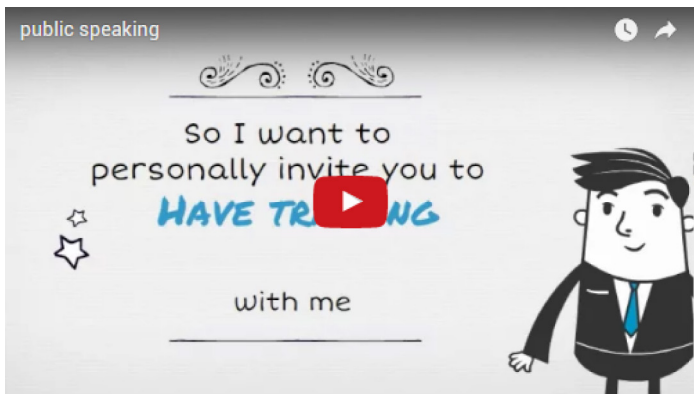 public speaking
So I want to
personally invite you to
HAVE
with me